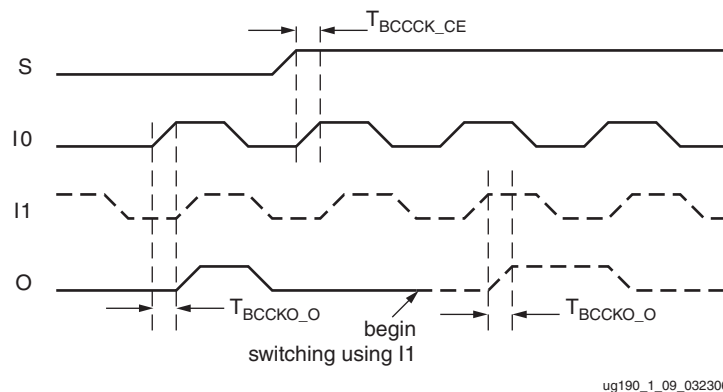 T_BCCCK_CE
S
I0
I1
O
T_BCCKO_O
begin
switching using I1
T_BCCKO_O
ug190_1_09_032306